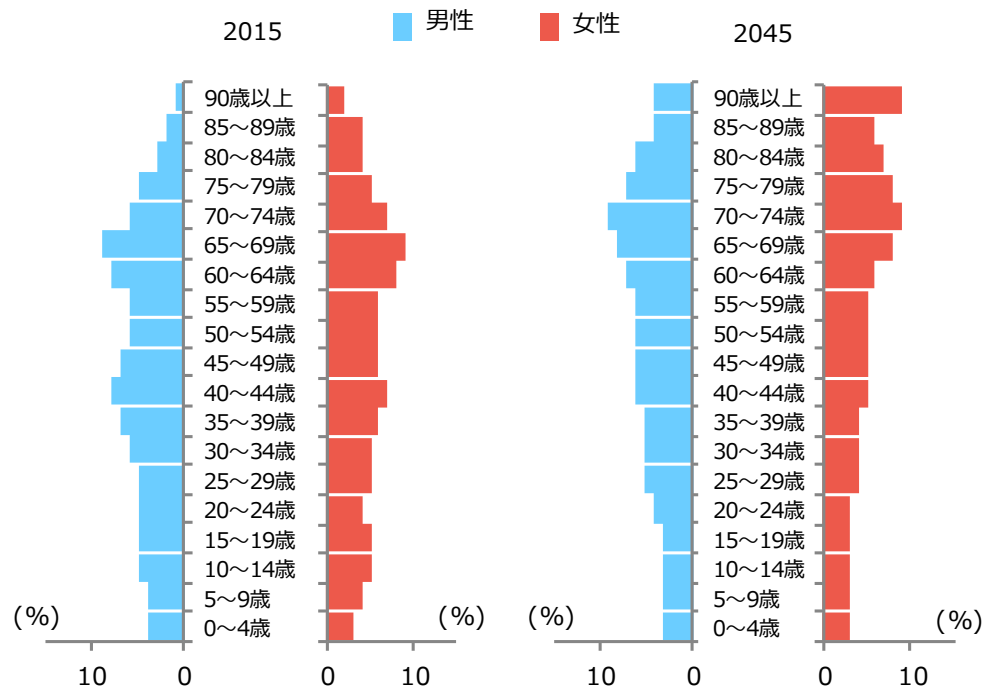 2015
男性
女性
2045
90歳以上
85～89歳
80～84歳
75～79歳
70～74歳
65～69歳
60～64歳
55～59歳
50～54歳
45～49歳
40～44歳
35～39歳
30～34歳
25～29歳
20～24歳
15～19歳
10～14歳
5～9歳
0～4歳
(%)
(%)
10
0
0
10
90歳以上
85～89歳
80～84歳
75～79歳
70～74歳
65～69歳
60～64歳
55～59歳
50～54歳
45～49歳
40～44歳
35～39歳
30～34歳
25～29歳
20～24歳
15～19歳
10～14歳
5～9歳
0～4歳
(%)
(%)
10
0
0
10